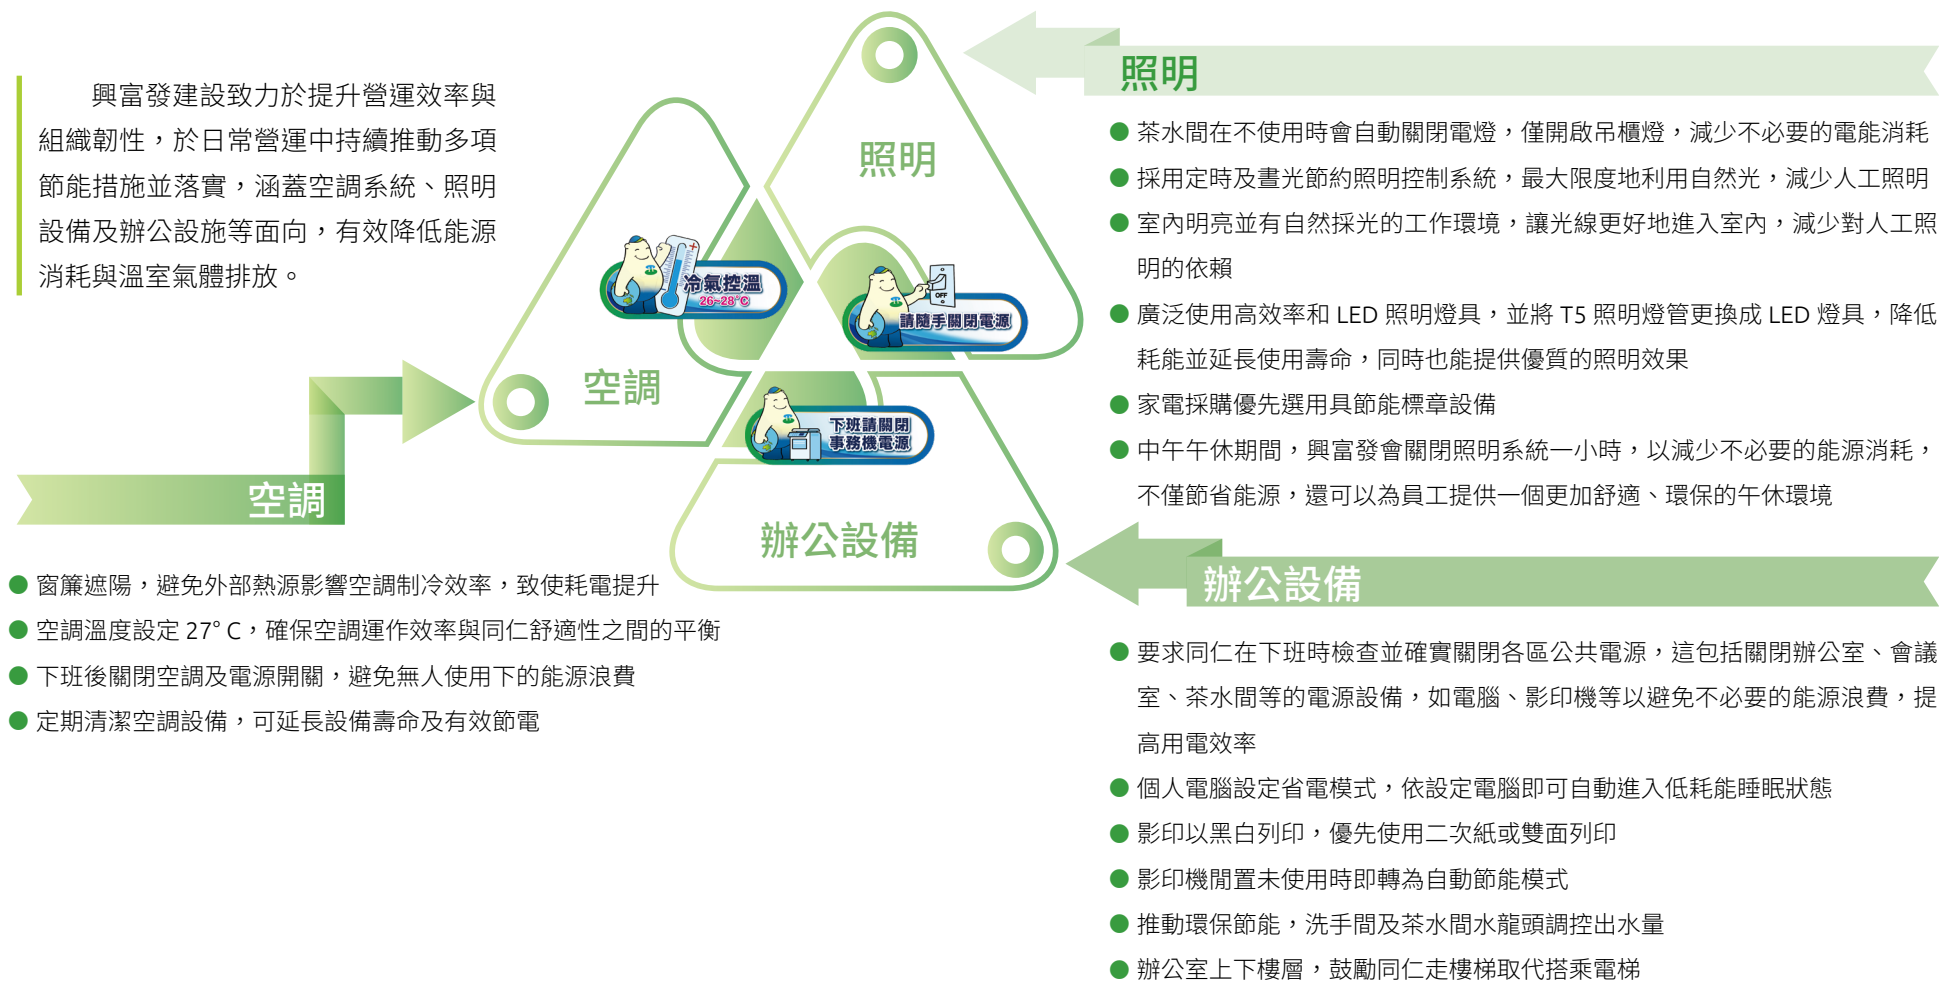 興富發建設致力於提升營運效率與
組織韌性，於日常營運中持續推動多項
節能措施並落實，涵蓋空調系統、照明
設備及辦公設施等面向，有效降低能源
消耗與溫室氣體排放。
照明
冷氣控溫
26~28°C
OFF
請隨手關閉電源
空調
下班請關閉
事務機電源
辦公設備
空調
窗簾遮陽，避免外部熱源影響空調制冷效率，致使耗電提升
空調溫度設定 27° C，確保空調運作效率與同仁舒適性之間的平衡
下班後關閉空調及電源開關，避免無人使用下的能源浪費
定期清潔空調設備，可延長設備壽命及有效節電
照明
茶水間在不使用時會自動關閉電燈，僅開啟吊櫃燈，減少不必要的電能消耗
採用定時及晝光節約照明控制系統，最大限度地利用自然光，減少人工照明
室內明亮並有自然採光的工作環境，讓光線更好地進入室內，減少對人工照
明的依賴
廣泛使用高效率和 LED 照明燈具，並將 T5 照明燈管更換成 LED 燈具，降低
耗能並延長使用壽命，同時也能提供優質的照明效果
家電採購優先選用具節能標章設備
中午午休期間，興富發會關閉照明系統一小時，以減少不必要的能源消耗，
不僅節省能源，還可以為員工提供一個更加舒適、環保的午休環境
辦公設備
要求同仁在下班時檢查並確實關閉各區公共電源，這包括關閉辦公室、會議
室、茶水間等的電源設備，如電腦、影印機等以避免不必要的能源浪費，提
高用電效率
個人電腦設定省電模式，依設定電腦即可自動進入低耗能睡眠狀態
影印以黑白列印，優先使用二次紙或雙面列印
影印機閒置未使用時即轉為自動節能模式
推動環保節能，洗手間及茶水間水龍頭調控出水量
辦公室上下樓層，鼓勵同仁走樓梯取代搭乘電梯